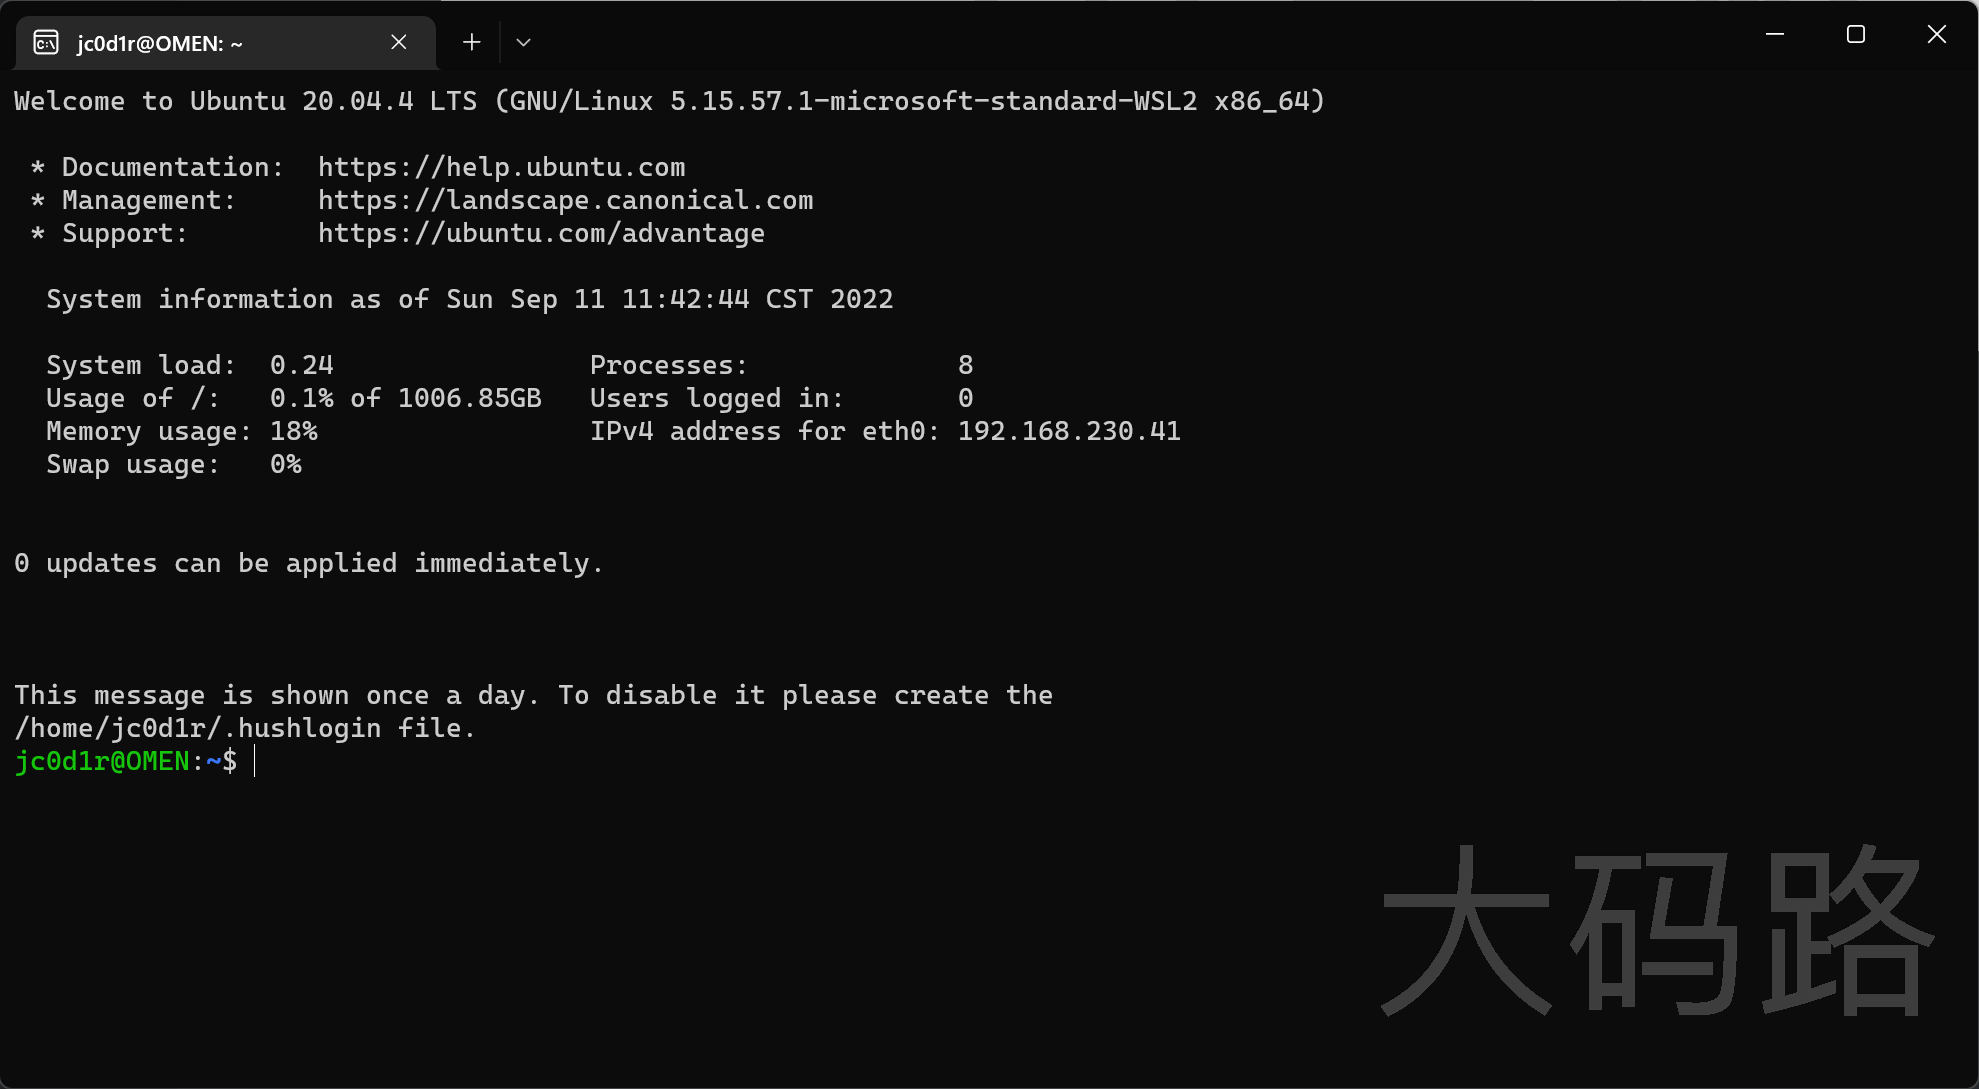 jc0d1r@OMEN: ~
Welcome to Ubuntu 20.04.4 LTS (GNU/Linux 5.15.57.1-microsoft-standard-WSL2 x86_64)
* Documentation:  https://help.ubuntu.com
* Management:     https://landscape.canonical.com
* Support:        https://ubuntu.com/advantage
System information as of Sun Sep 11 11:42:44 CST 2022
System load:  0.24                Processes:             8
Usage of /:   0.1% of 1006.85GB   Users logged in:       0
Memory usage: 18%                 IPv4 address for eth0: 192.168.230.41
Swap usage:   0%
0 updates can be applied immediately.
This message is shown once a day. To disable it please create the
/home/jc0d1r/.hushlogin file.
jc0d1r@OMEN:~$
大码路